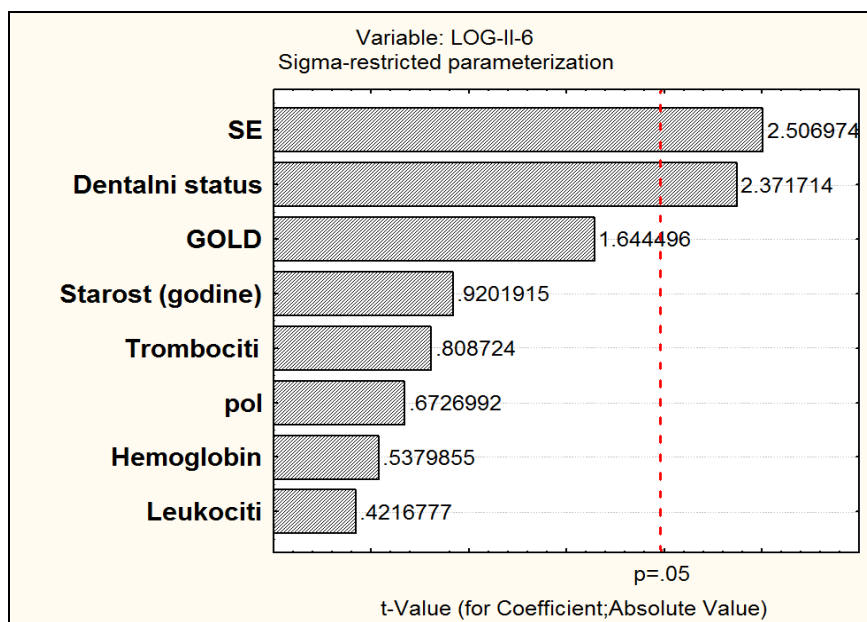 Variable: LOG-II-6
Sigma-restricted parameterization
SE 2.506974
Dentalni status 2.371714
GOLD 1.644496
Starost (godine) .9201915
Trombociti .808724
pol .6726992
Hemoglobin .5379855
Leukociti .4216777
p=.05
t-Value (for Coefficient;Absolute Value)